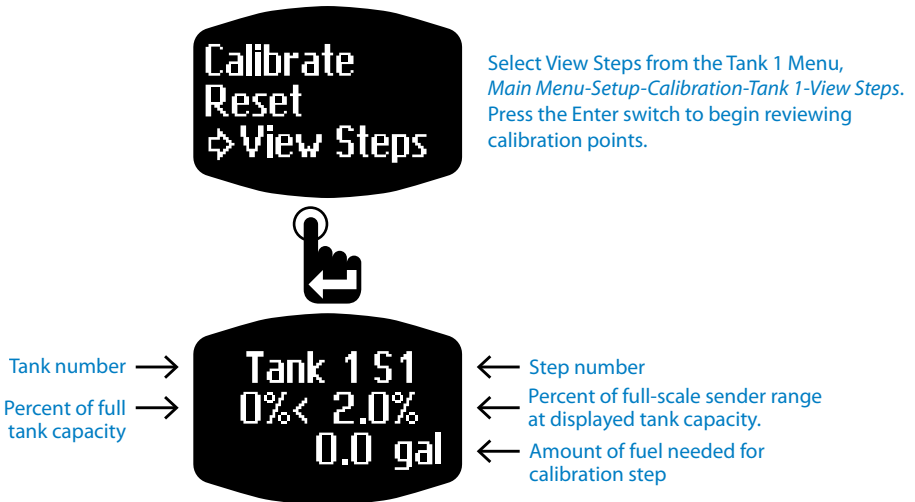 Calibrate
Reset
View Steps
Select View Steps from the Tank 1 Menu,
Main Menu-Setup-Calibration-Tank 1-View Steps.
Press the Enter switch to begin reviewing
calibration points.
Tank number
Percent of full
tank capacity
Tank 1 S1
0%< 2.0%
0.0 gal
Step number
Percent of full-scale sender range
at displayed tank capacity.
Amount of fuel needed for
calibration step